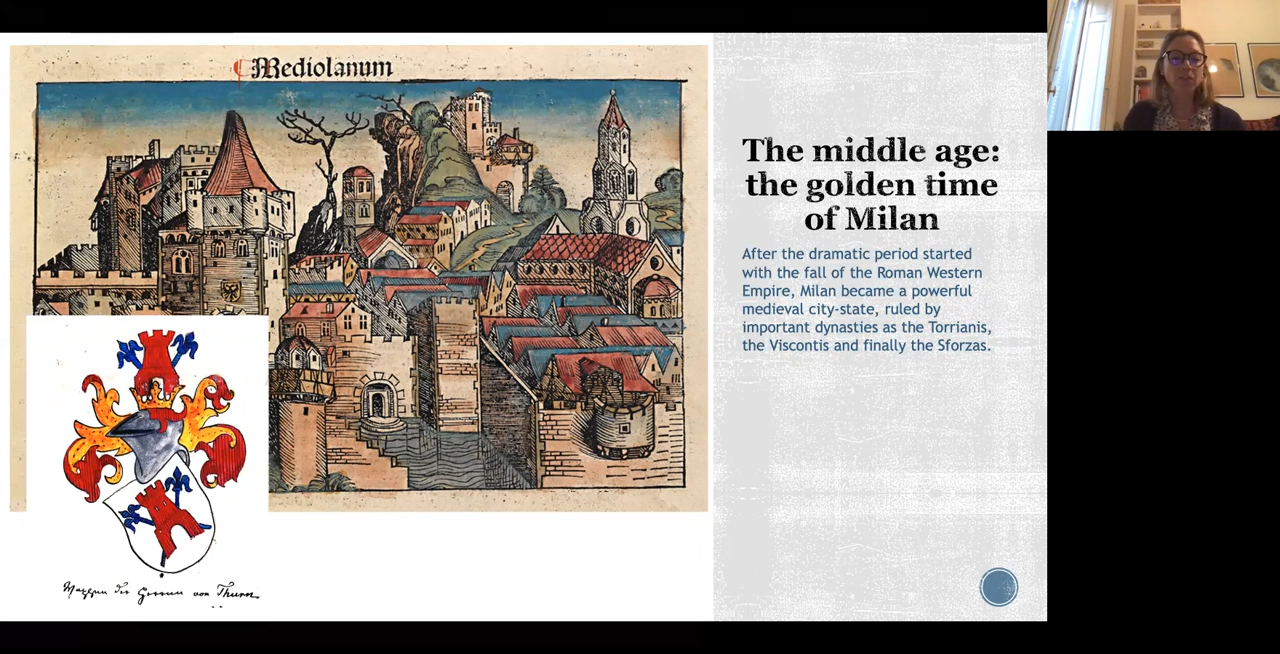 Mediolanum
The middle age:
the golden time
of Milan
After the dramatic period started
with the fall of the Roman Western
Empire, Milan became a powerful
medieval city-state, ruled by
important dynasties as the Torrianis,
the Viscontis and finally the Sforzas.
von Thurn